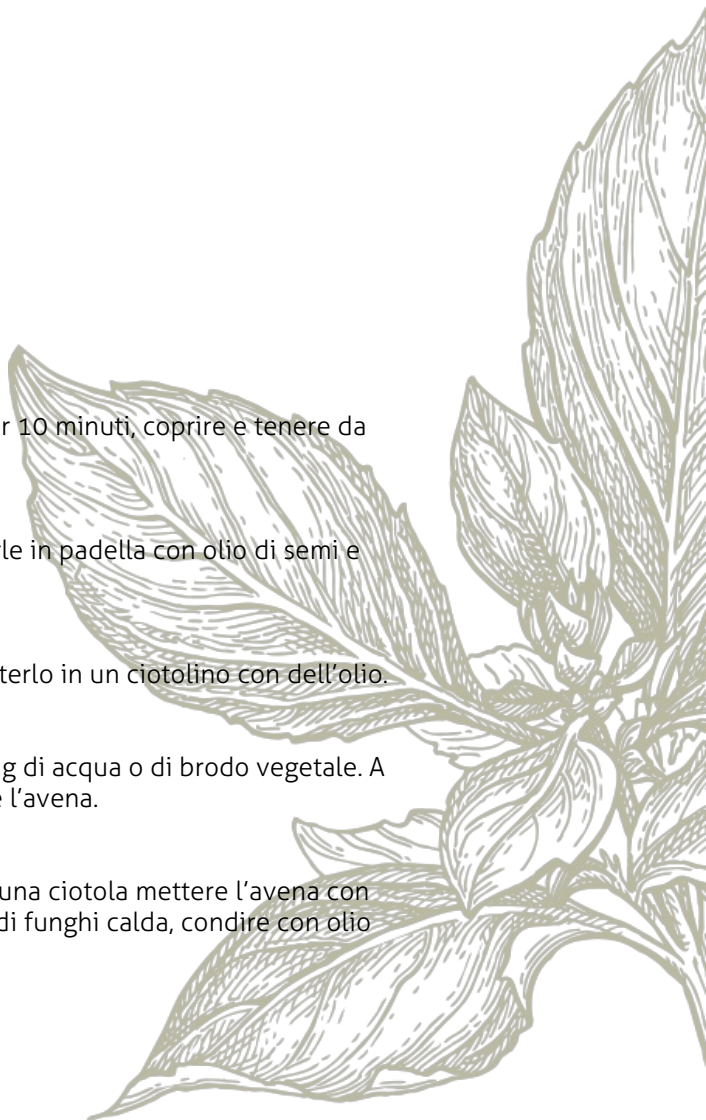 r 10 minuti, coprire e tenere da
le in padella con olio di semi e
terlo in un ciotolino con dell’olio.
g di acqua o di brodo vegetale. A
e l’avena.
una ciotola mettere l’avena con
di funghi calda, condire con olio